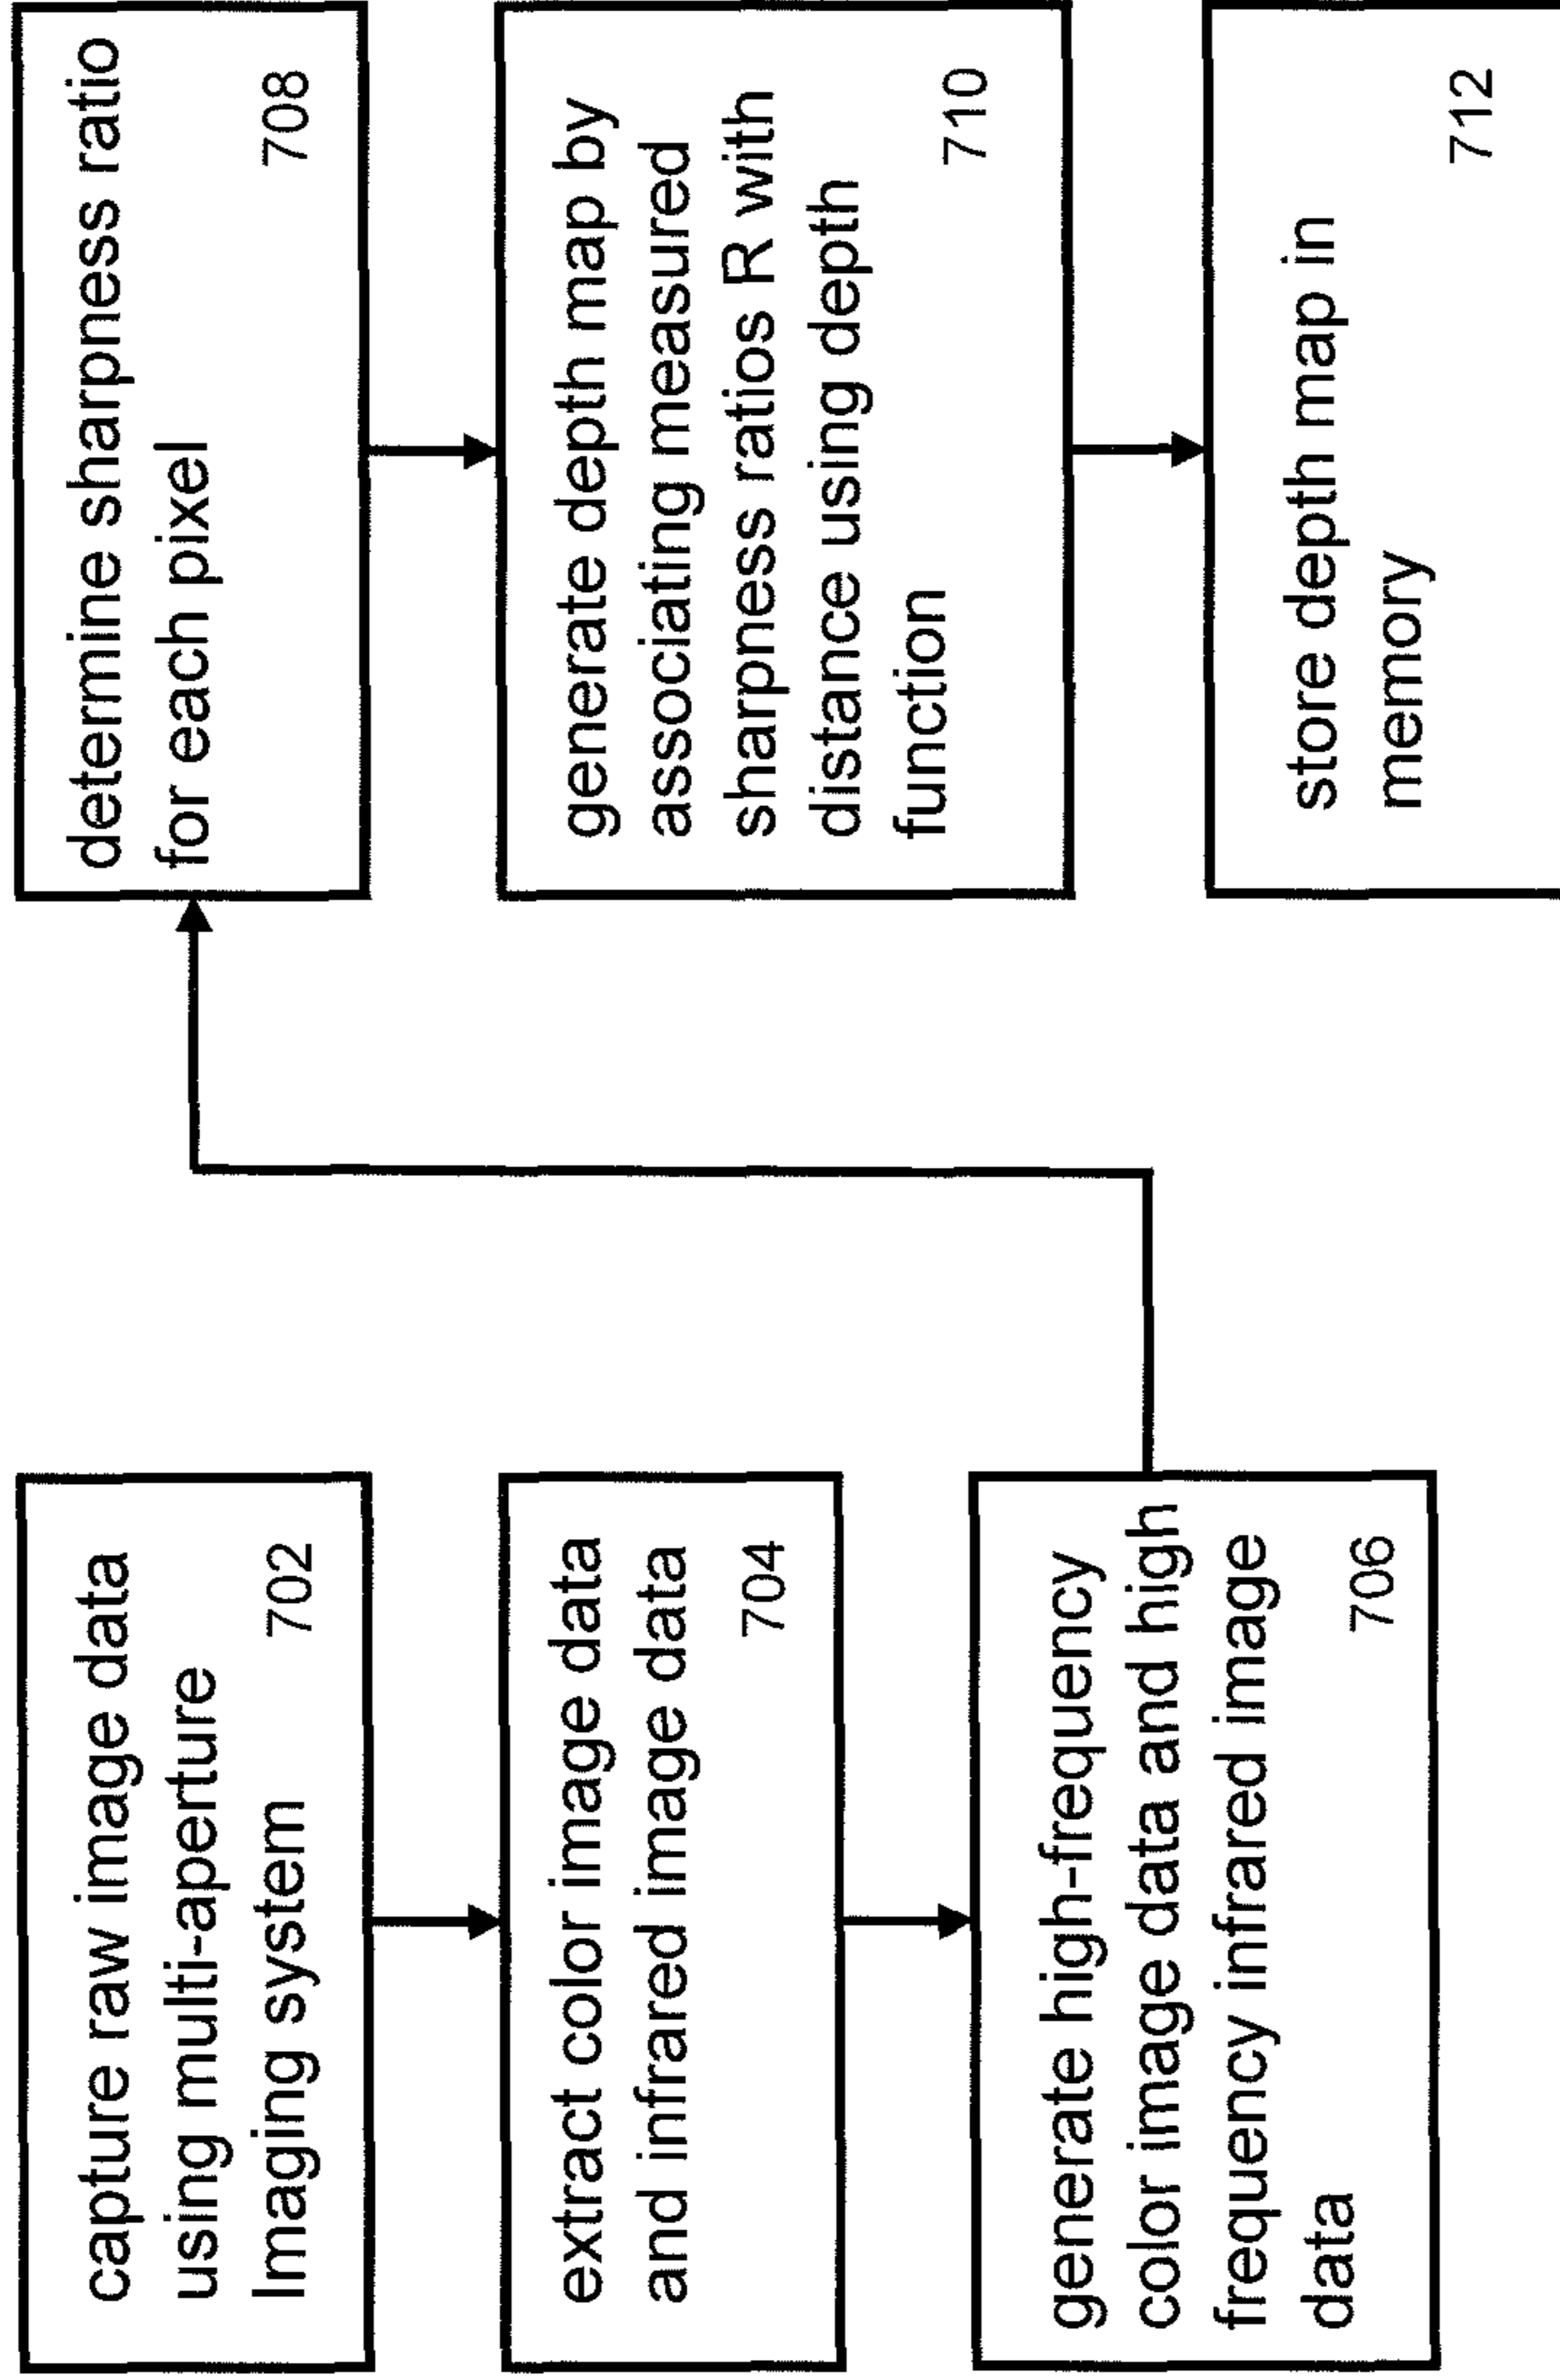 capture raw image data
using multi-aperture
Imaging system
702
extract color image data
and infrared image data
704
generate high-frequency
color image data and high
frequency infrared image
data
706
determine sharpness ratio
for each pixel
708
generate depth map by
associating measured
sharpness ratios R with
distance using depth
function
710
store depth map in
memory
712